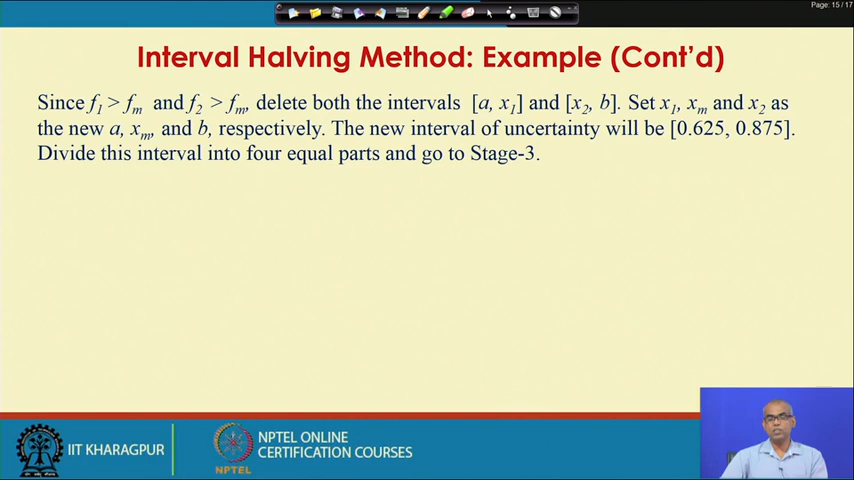 Page: 15 / 17
Interval Halving Method: Example (Cont'd)
Since f₁ > fₘ and f₂ > fₘ, delete both the intervals [a, x₁] and [x₂, b]. Set x₁, xₘ and x₂ as
the new a, xₘ, and b, respectively. The new interval of uncertainty will be [0.625, 0.875].
Divide this interval into four equal parts and go to Stage-3.
IIT KHARAGPUR
NPTEL
NPTEL ONLINE
CERTIFICATION COURSES